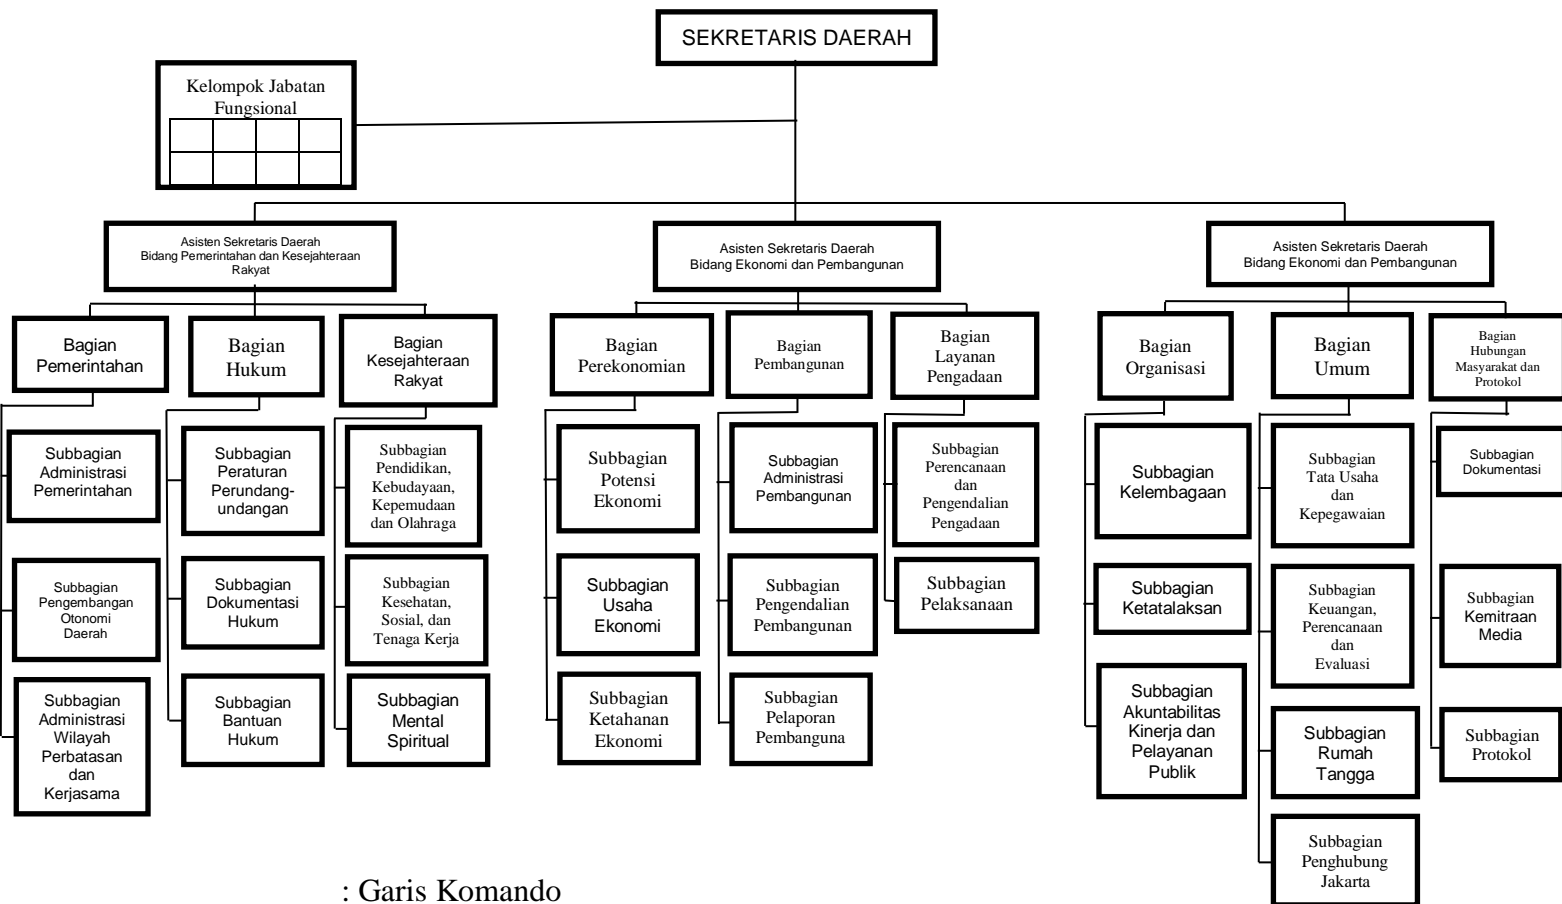 SEKRETARIS DAERAH
Kelompok Jabatan
Fungsional
Asisten Sekretaris Daerah
Bidang Pemerintahan dan Kesejahteraan
Rakyat
Asisten Sekretaris Daerah
Bidang Ekonomi dan Pembangunan
Asisten Sekretaris Daerah
Bidang Ekonomi dan Pembangunan
Bagian
Pemerintahan
Bagian
Hukum
Bagian
Kesejahteraan
Rakyat
Bagian
Perekonomian
Bagian
Pembangunan
Bagian
Layanan
Pengadaan
Bagian
Organisasi
Bagian
Umum
Bagian
Hubungan
Masyarakat dan
Protokol
Subbagian
Administrasi
Pemerintahan
Subbagian
Peraturan
Perundang-
undangan
Subbagian
Pendidikan,
Kebudayaan,
Kepemudaan
dan Olahraga
Subbagian
Potensi
Ekonomi
Subbagian
Administrasi
Pembangunan
Subbagian
Perencanaan
dan
Pengendalian
Pengadaan
Subbagian
Kelembagaan
Subbagian
Tata Usaha
dan
Kepegawaian
Subbagian
Dokumentasi
Subbagian
Pengembangan
Otonomi
Daerah
Subbagian
Dokumentasi
Hukum
Subbagian
Kesehatan,
Sosial, dan
Tenaga Kerja
Subbagian
Usaha
Ekonomi
Subbagian
Pengendalian
Pembangunan
Subbagian
Pelaksanaan
Subbagian
Ketatalaksan
Subbagian
Keuangan,
Perencanaan
dan
Evaluasi
Subbagian
Kemitraan
Media
Subbagian
Administrasi
Wilayah
Perbatasan
dan
Kerjasama
Subbagian
Bantuan
Hukum
Subbagian
Mental
Spiritual
Subbagian
Ketahanan
Ekonomi
Subbagian
Pelaporan
Pembanguna
Subbagian
Akuntabilitas
Kinerja dan
Pelayanan
Publik
Subbagian
Rumah
Tangga
Subbagian
Protokol
Subbagian
Penghubung
Jakarta
: Garis Komando